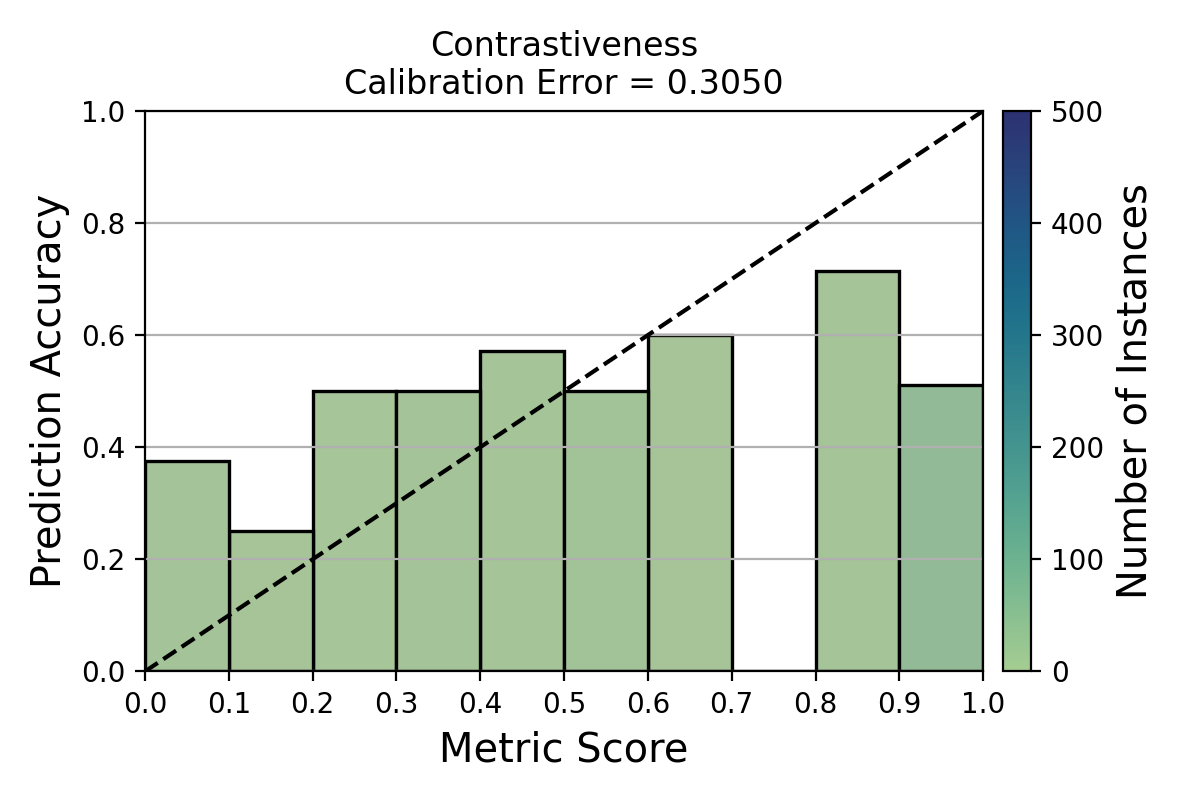 Contrastiveness
Calibration Error = 0.3050
Prediction Accuracy
1.0
0.8
0.6
0.4
0.2
0.0
0.0 0.1 0.2 0.3 0.4 0.5 0.6 0.7 0.8 0.9 1.0
Metric Score
500
400
300
200
100
0
Number of Instances